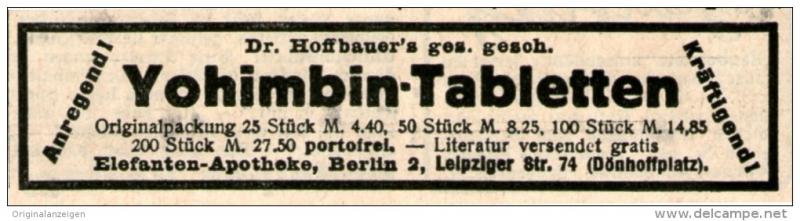 Dr. Hoffbauer's ges. gesch.
Anregend!
Yohimbin-Tabletten
Kräftigend!
Originalpackung 25 Stück M. 4.40, 50 Stück M. 8.25, 100 Stück M. 14,85
200 Stück M. 27.50 portofrei. — Literatur versendet gratis
Elefanten-Apotheke, Berlin 2, Leipziger Str. 74 (Dönhoffplatz).
© Originalanzeigen
delcampe.net